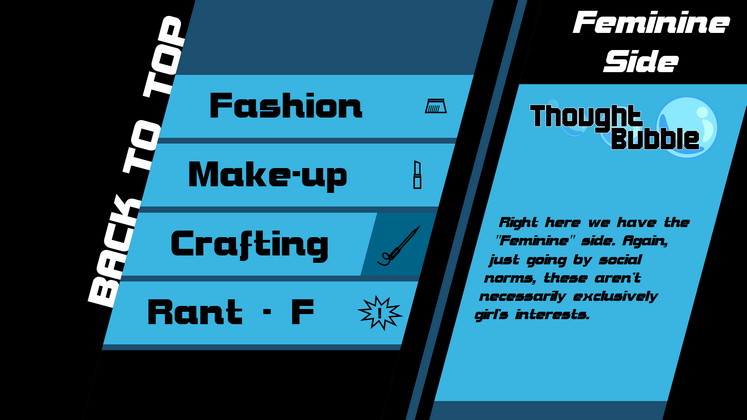 BACK TO TOP
Fashion
Make-up
Crafting
Rant - F
Feminine
Side
Thought
Bubble
Right here we have the
"Feminine" side. Again,
just going by social
norms, these aren't
necessarily exclusively
girl's interests.